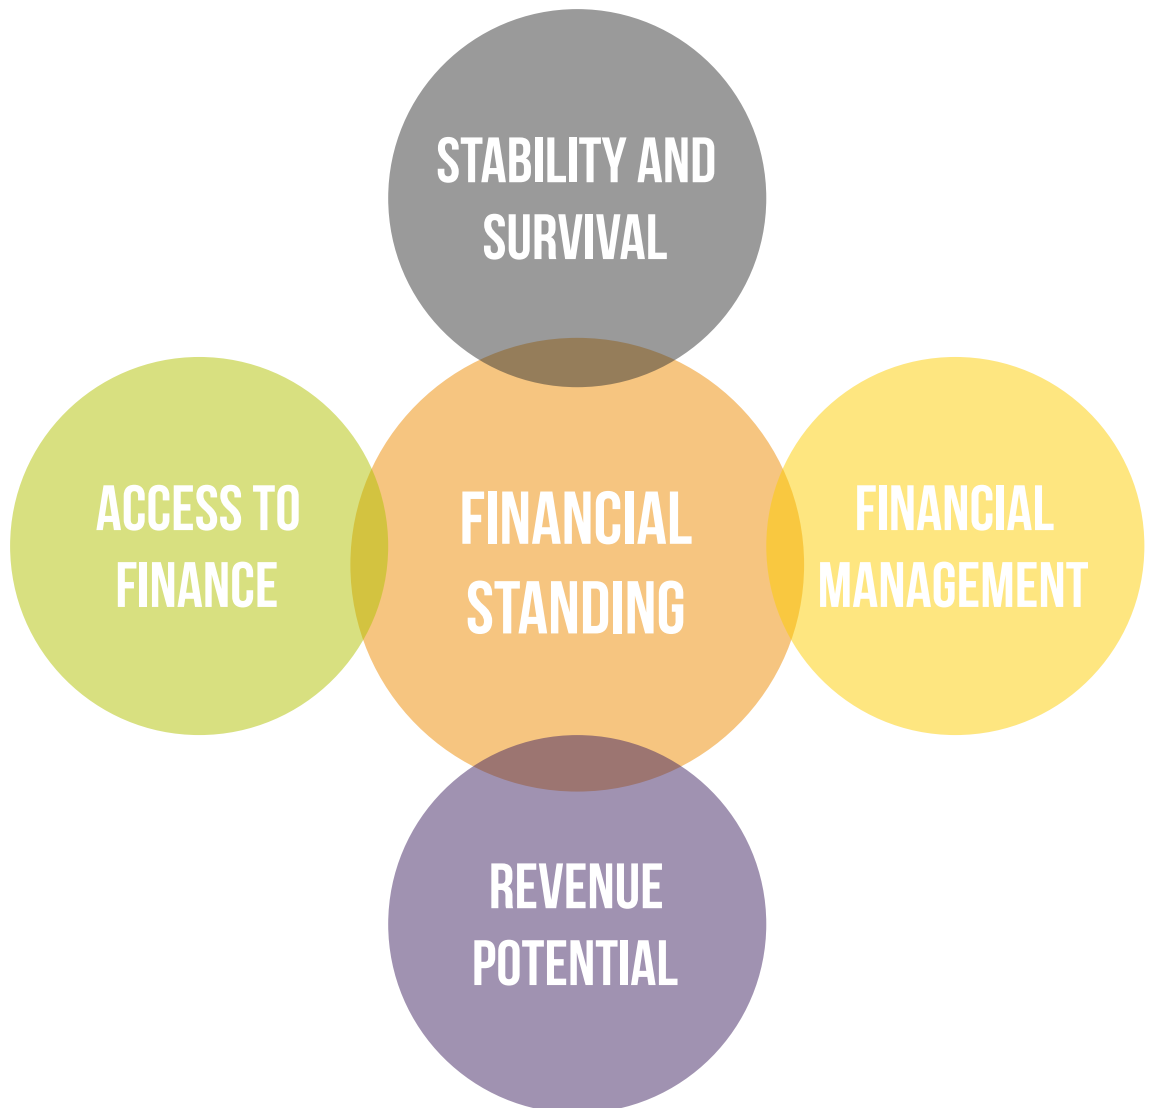 STABILITY AND
SURVIVAL
ACCESS TO
FINANCE
FINANCIAL
STANDING
FINANCIAL
MANAGEMENT
REVENUE
POTENTIAL